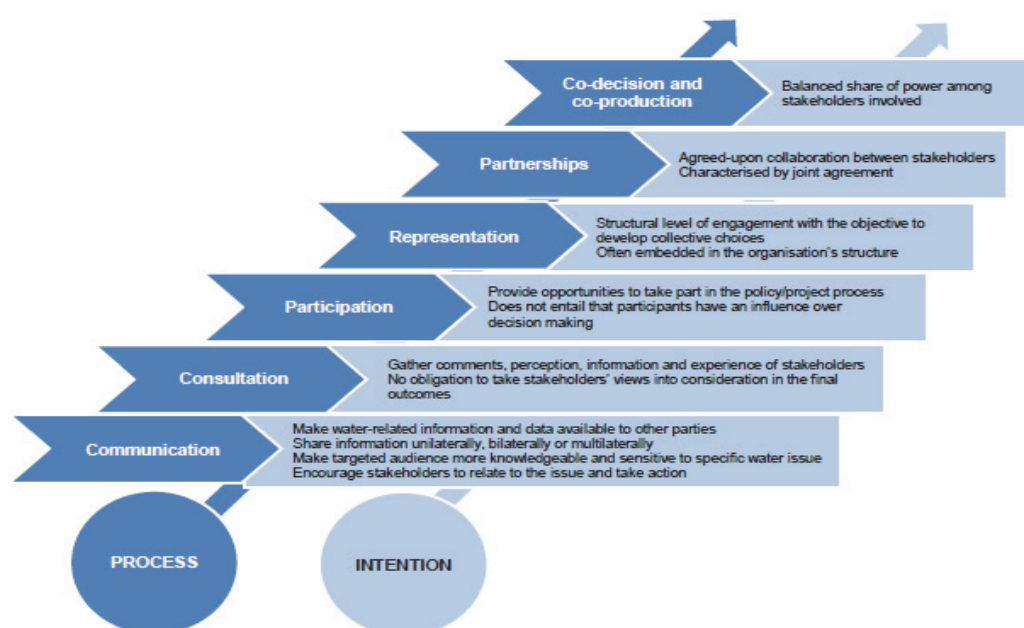 Co-decision and
co-production
Balanced share of power among
stakeholders involved
Partnerships
Agreed-upon collaboration between stakeholders
Characterised by joint agreement
Representation
Structural level of engagement with the objective to
develop collective choices
Often embedded in the organisation's structure
Participation
Provide opportunities to take part in the policy/project process
Does not entail that participants have an influence over
decision making
Consultation
Gather comments, perception, information and experience of stakeholders
No obligation to take stakeholders' views into consideration in the final
outcomes
Communication
Make water-related information and data available to other parties
Share information unilaterally, bilaterally or multilaterally
Make targeted audience more knowledgeable and sensitive to specific water issue
Encourage stakeholders to relate to the issue and take action
PROCESS
INTENTION